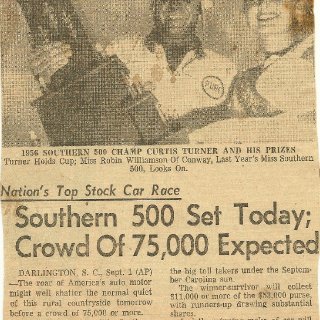 1956 SOUTHERN 500 CHAMP CURTIS TURNER AND HIS PRIZES
Turner Holds Cup; Miss Robin Williamson Of Conway, Last Year's Miss Southern
500, Looks On.
Nation's Top Stock Car Race
Southern 500 Set Today;
Crowd Of 75,000 Expected
DARLINGTON, S. C., Sept. 1 (AP)
—The roar of America's auto motor
might well shatter the normal quiet
of this rural countryside tomorrow
before a crowd of 75,000 or more.
the big toll takers under the Septem-
ber Carolina sun.
The winner-survivor will collect
$11,000 or more of the $53,000 purse,
with runners-up drawing substantial
shares.